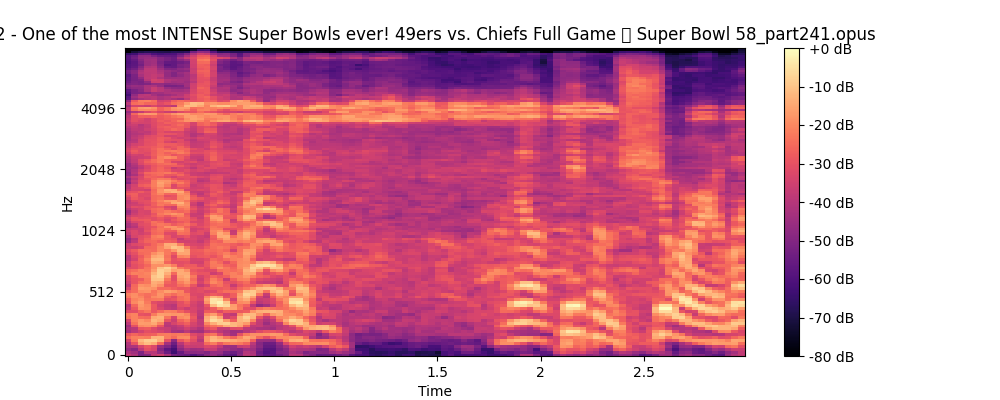 2 - One of the most INTENSE Super Bowls ever! 49ers vs. Chiefs Full Game  Super Bowl 58_part241.opus
+0 dB
4096
-10 dB
-20 dB
2048
-30 dB
Hz
1024
-40 dB
-50 dB
512
-60 dB
-70 dB
0
-80 dB
0 0.5 1 1.5 2 2.5
Time